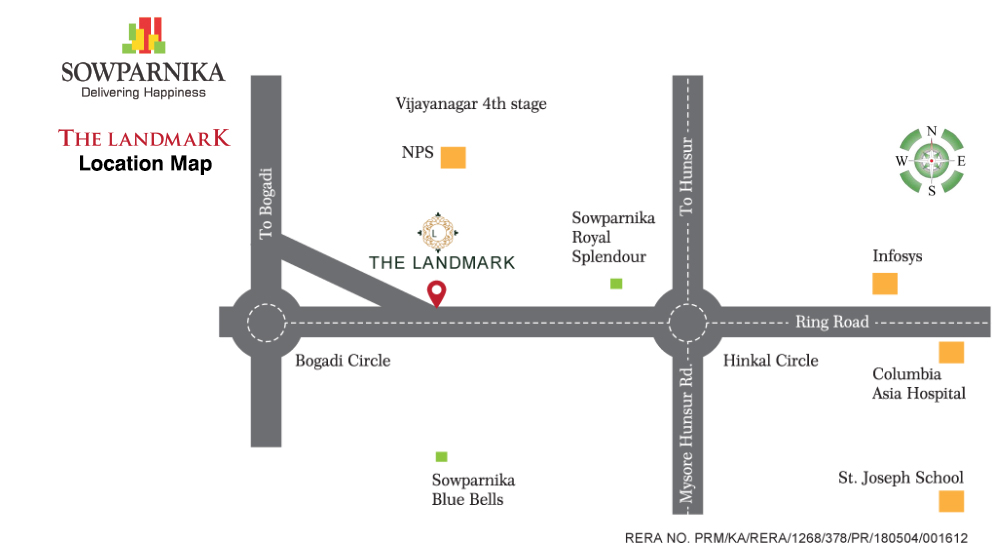 SOWPARNIKA
Delivering Happiness
THE LANDMARK
Location Map
To Bogadi
Vijayanagar 4th stage
NPS
L
THE LANDMARK
Sowparnika
Royal
Splendour
To Hunsur
N
W
E
S
Infosys
Ring Road
Bogadi Circle
Hinkal Circle
Columbia
Asia Hospital
Mysore Hunsur Rd.
Sowparnika
Blue Bells
St. Joseph School
RERA NO. PRM/KA/RERA/1268/378/PR/180504/001612